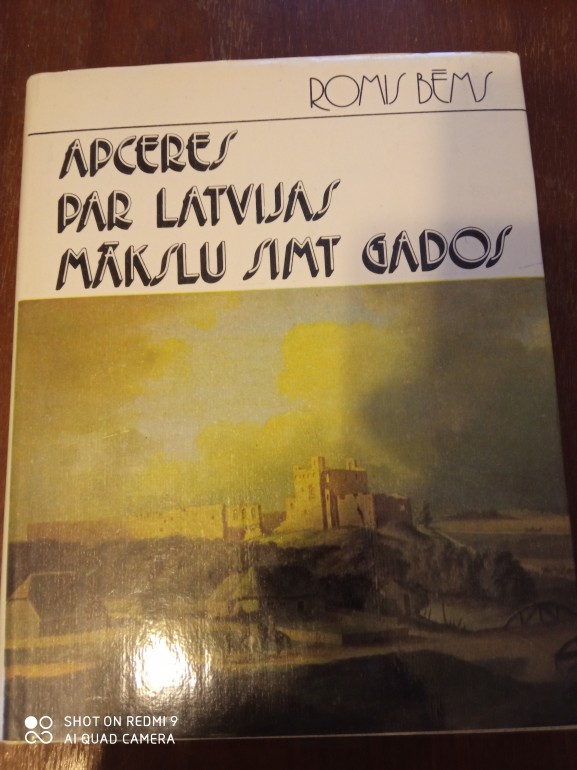 ROMIS BĒMS
APCERES
PAR LATVIJAS
MĀKSLU SIMT GADOS
SHOT ON REDMI 9
AI QUAD CAMERA